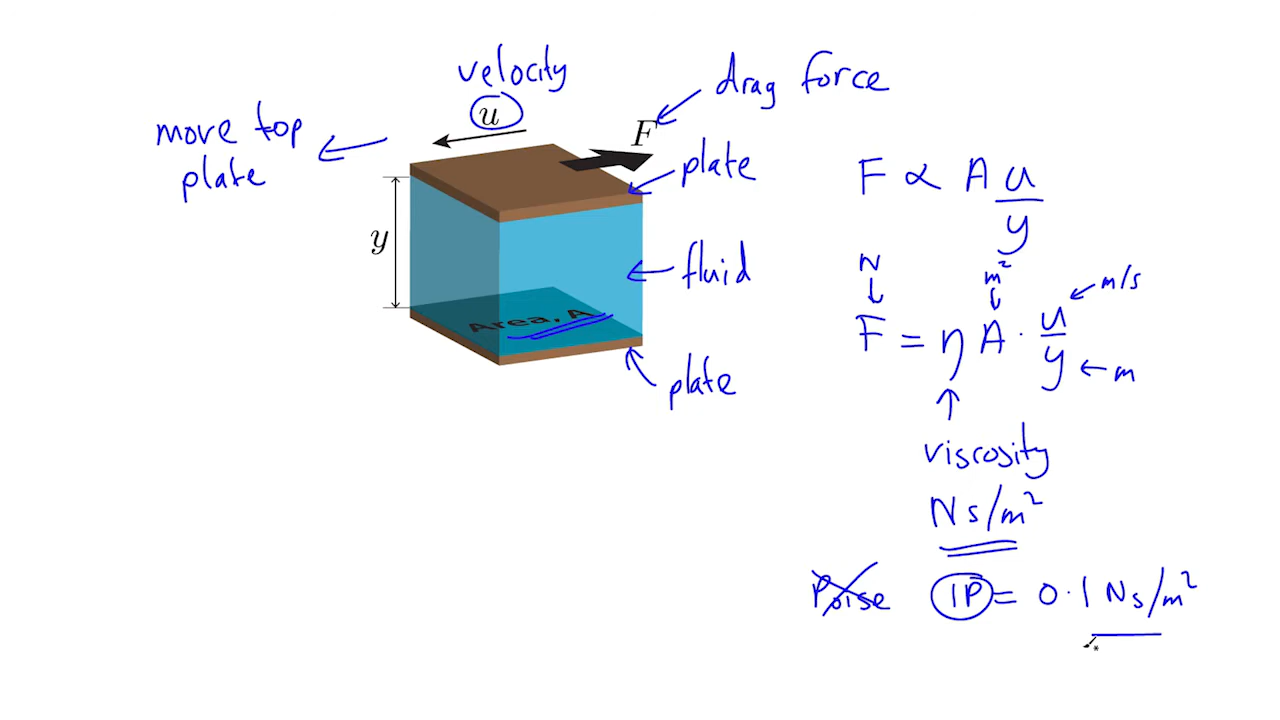 velocity
u
drag force
F
move top
plate
plate
y
fluid
Area, A
plate
F ∝ A u/y
N
m²
m/s
F = η A · u/y
m
viscosity
Ns/m²
Poise 1P = 0.1 Ns/m²